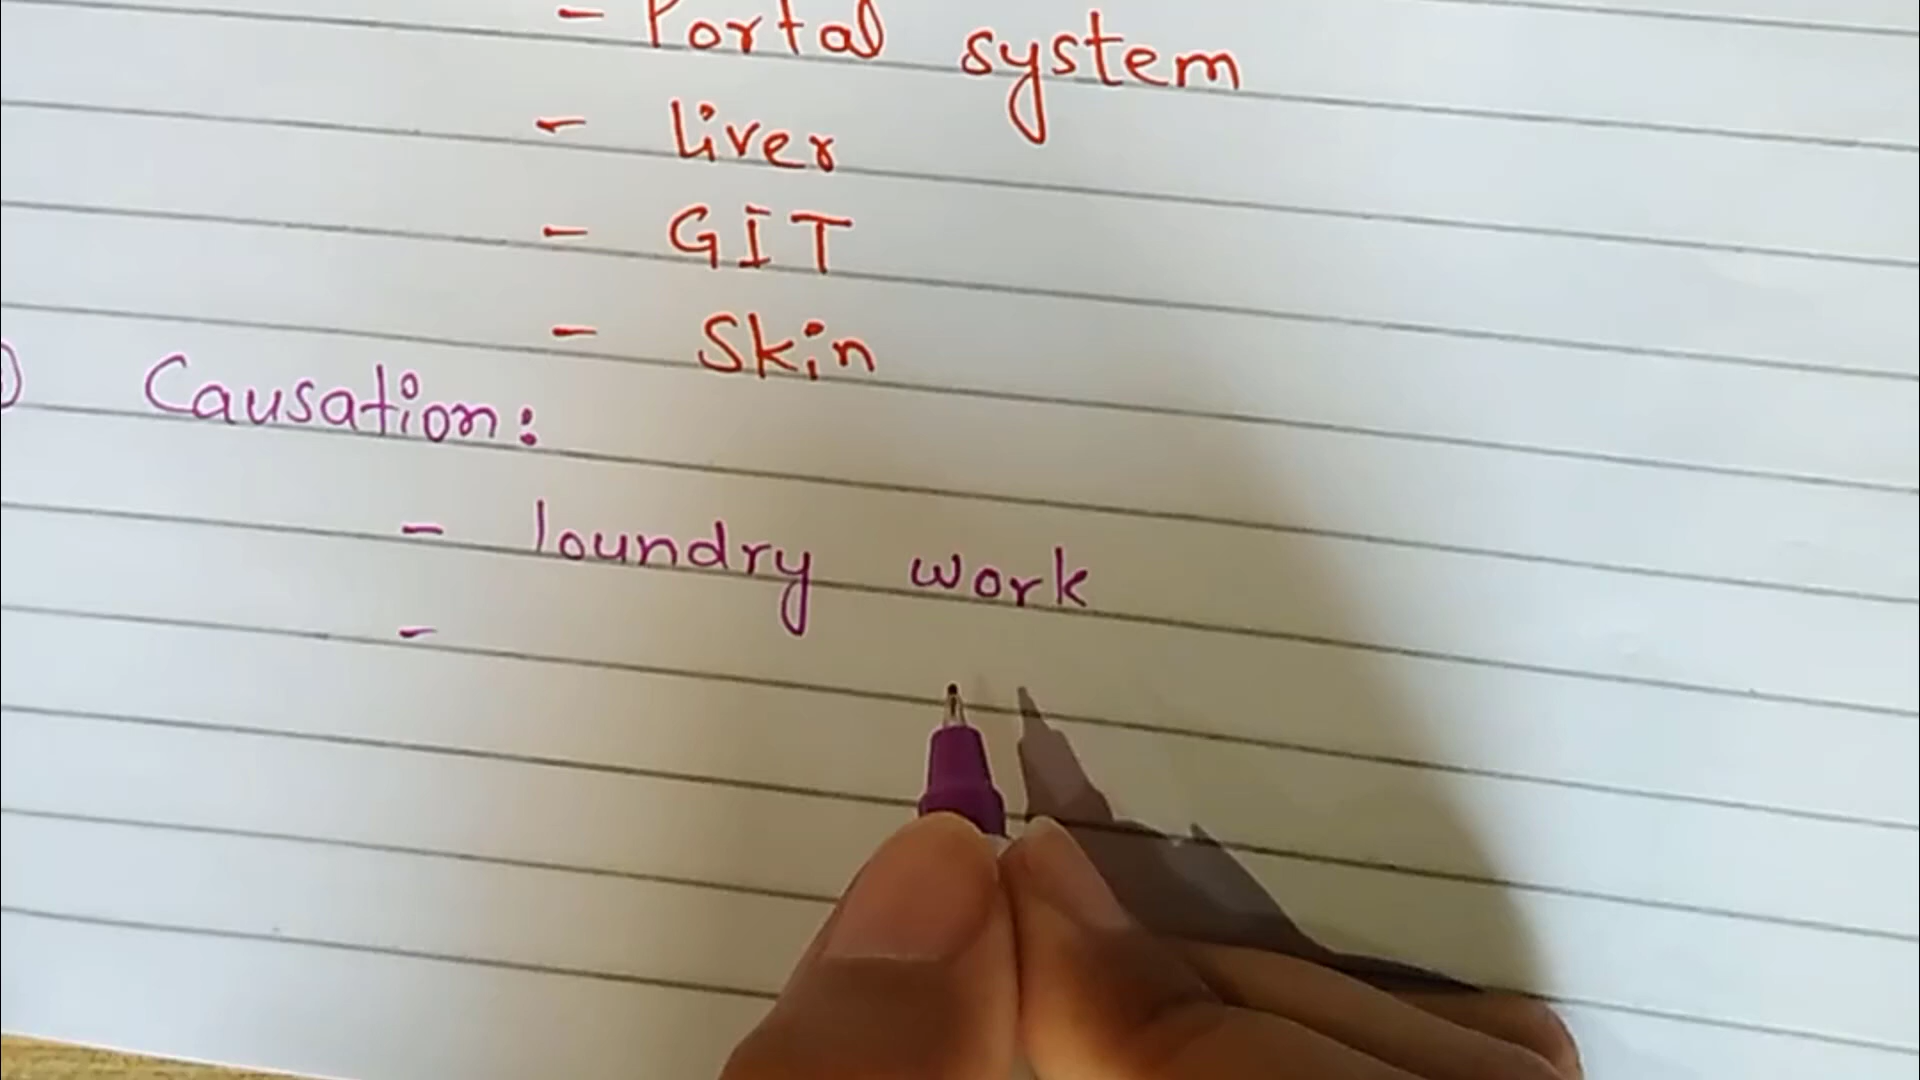 - Portal system
- liver
- GIT
- Skin
) Causation:
- loundry work
-